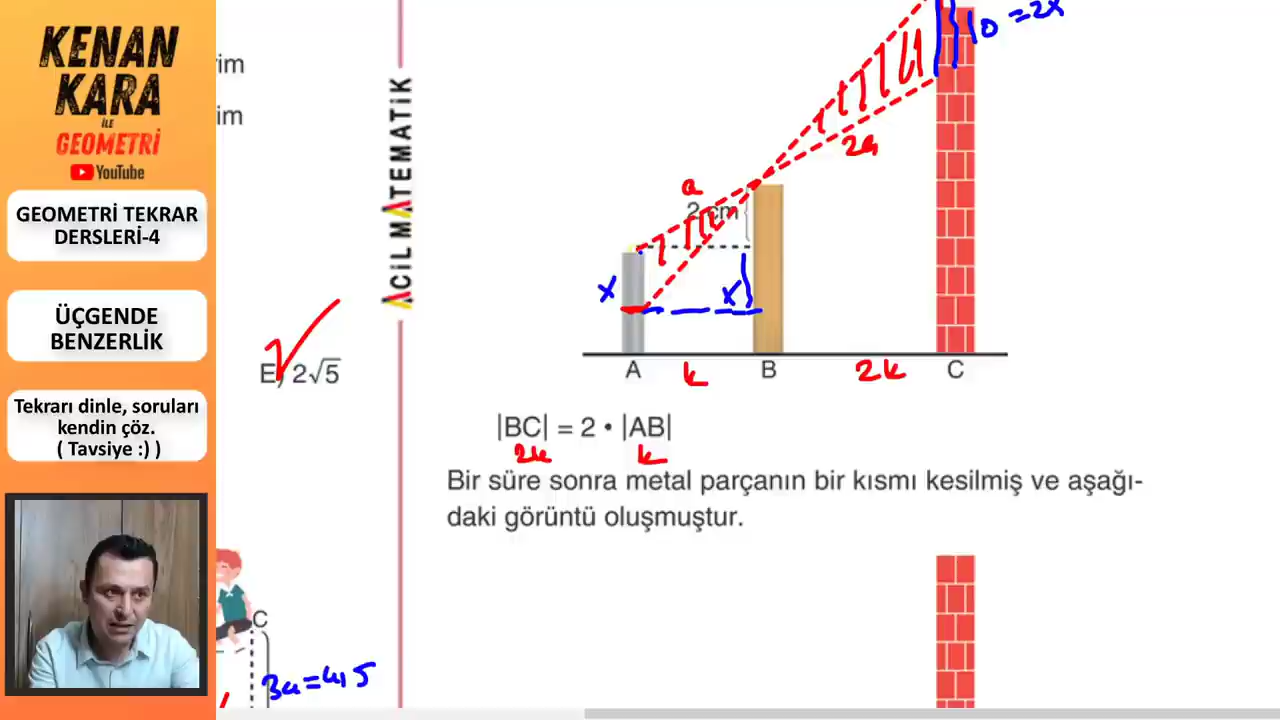 KENAN
KARA
İLE
GEOMETRİ
YouTube
GEOMETRİ TEKRAR
DERSLERİ-4
ÜÇGENDE
BENZERLİK
Tekrarı dinle, soruları
kendin çöz.
( Tavsiye :) )
rim
im
E) 2√5
C
3a=4,5
ACİL MATEMATİK
10 =2x
2a
a
2 cm
x
x
A
k
B
2k
C
|BC| = 2 • |AB|
2k
k
Bir süre sonra metal parçanın bir kısmı kesilmiş ve aşağı-
daki görüntü oluşmuştur.